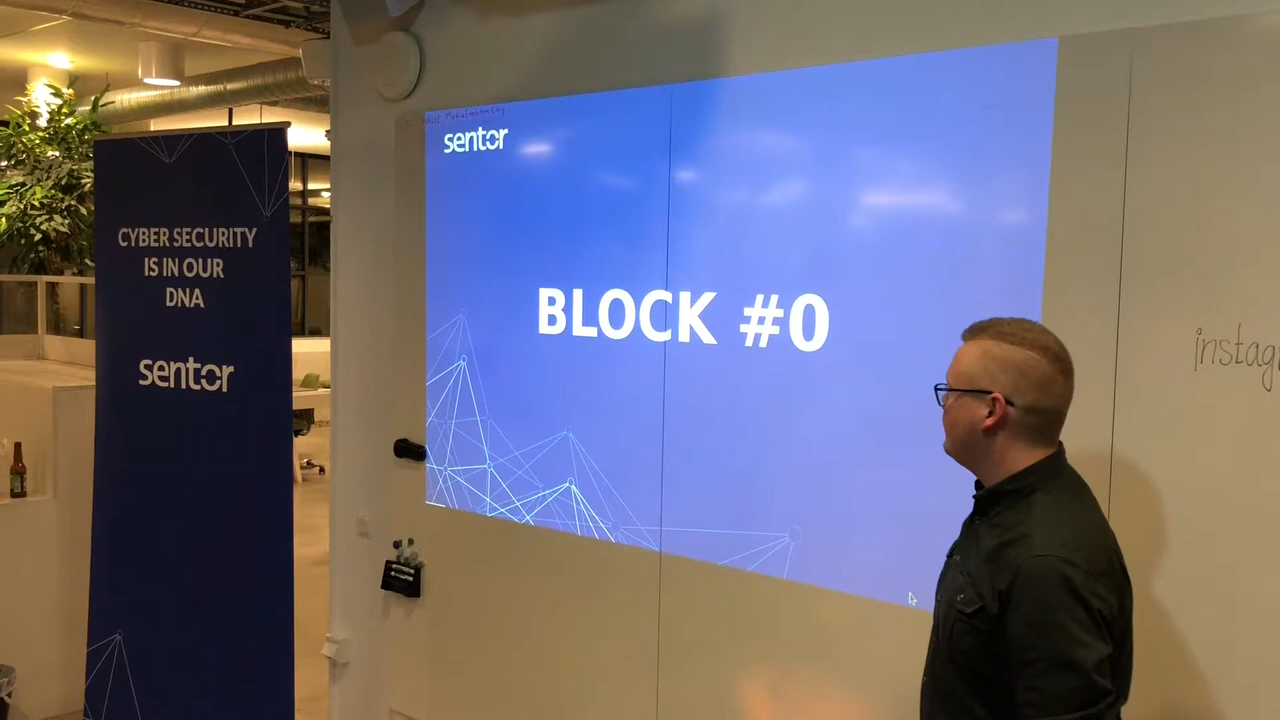 CYBER SECURITY
IS IN OUR
DNA
sentor
sentor
BLOCK #0